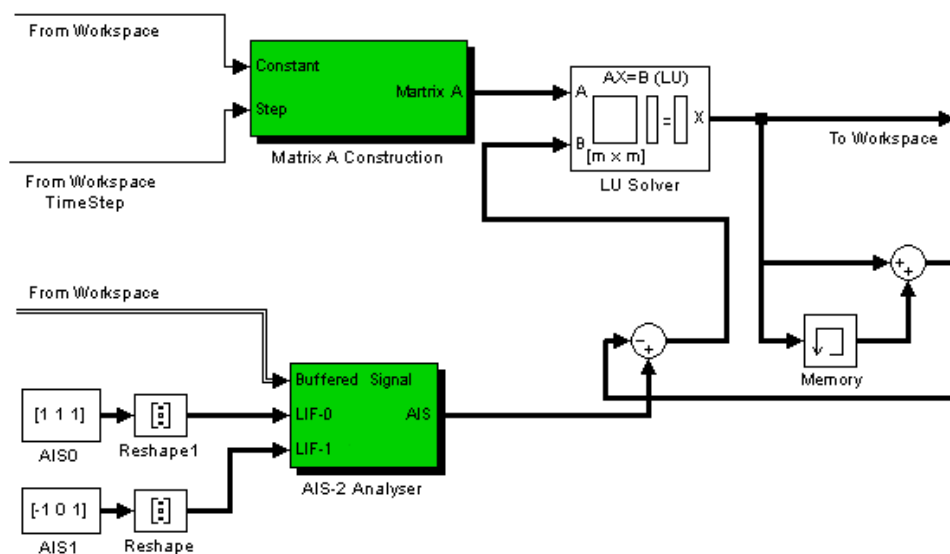 From Workspace
Constant
Step
Martrix A
Matrix A Construction
From Workspace
TimeStep
AX=B (LU)
A
B
=
X
[m x m]
LU Solver
To Workspace
+
+
Memory
-
+
From Workspace
Buffered Signal
LIF-0
LIF-1
AIS
AIS-2 Analyser
[1 1 1]
AIS0
[:]
Reshape1
[-1 0 1]
AIS1
[:]
Reshape